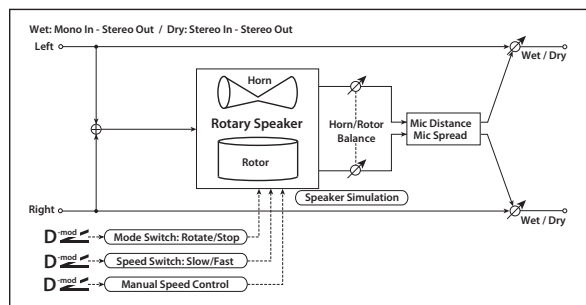 Wet: Mono In - Stereo Out / Dry: Stereo In - Stereo Out
Left
Wet / Dry
Horn
Rotary Speaker
Rotor
Horn/Rotor
Balance
Mic Distance
Mic Spread
Speaker Simulation
Right
Wet / Dry
D-mod
Mode Switch: Rotate/Stop
D-mod
Speed Switch: Slow/Fast
D-mod
Manual Speed Control